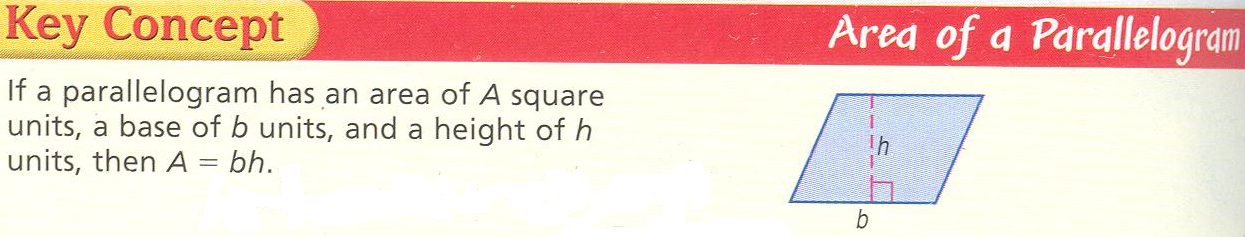 Key Concept
Area of a Parallelogram
If a parallelogram has an area of A square
units, a base of b units, and a height of h
units, then A = bh.
h
b